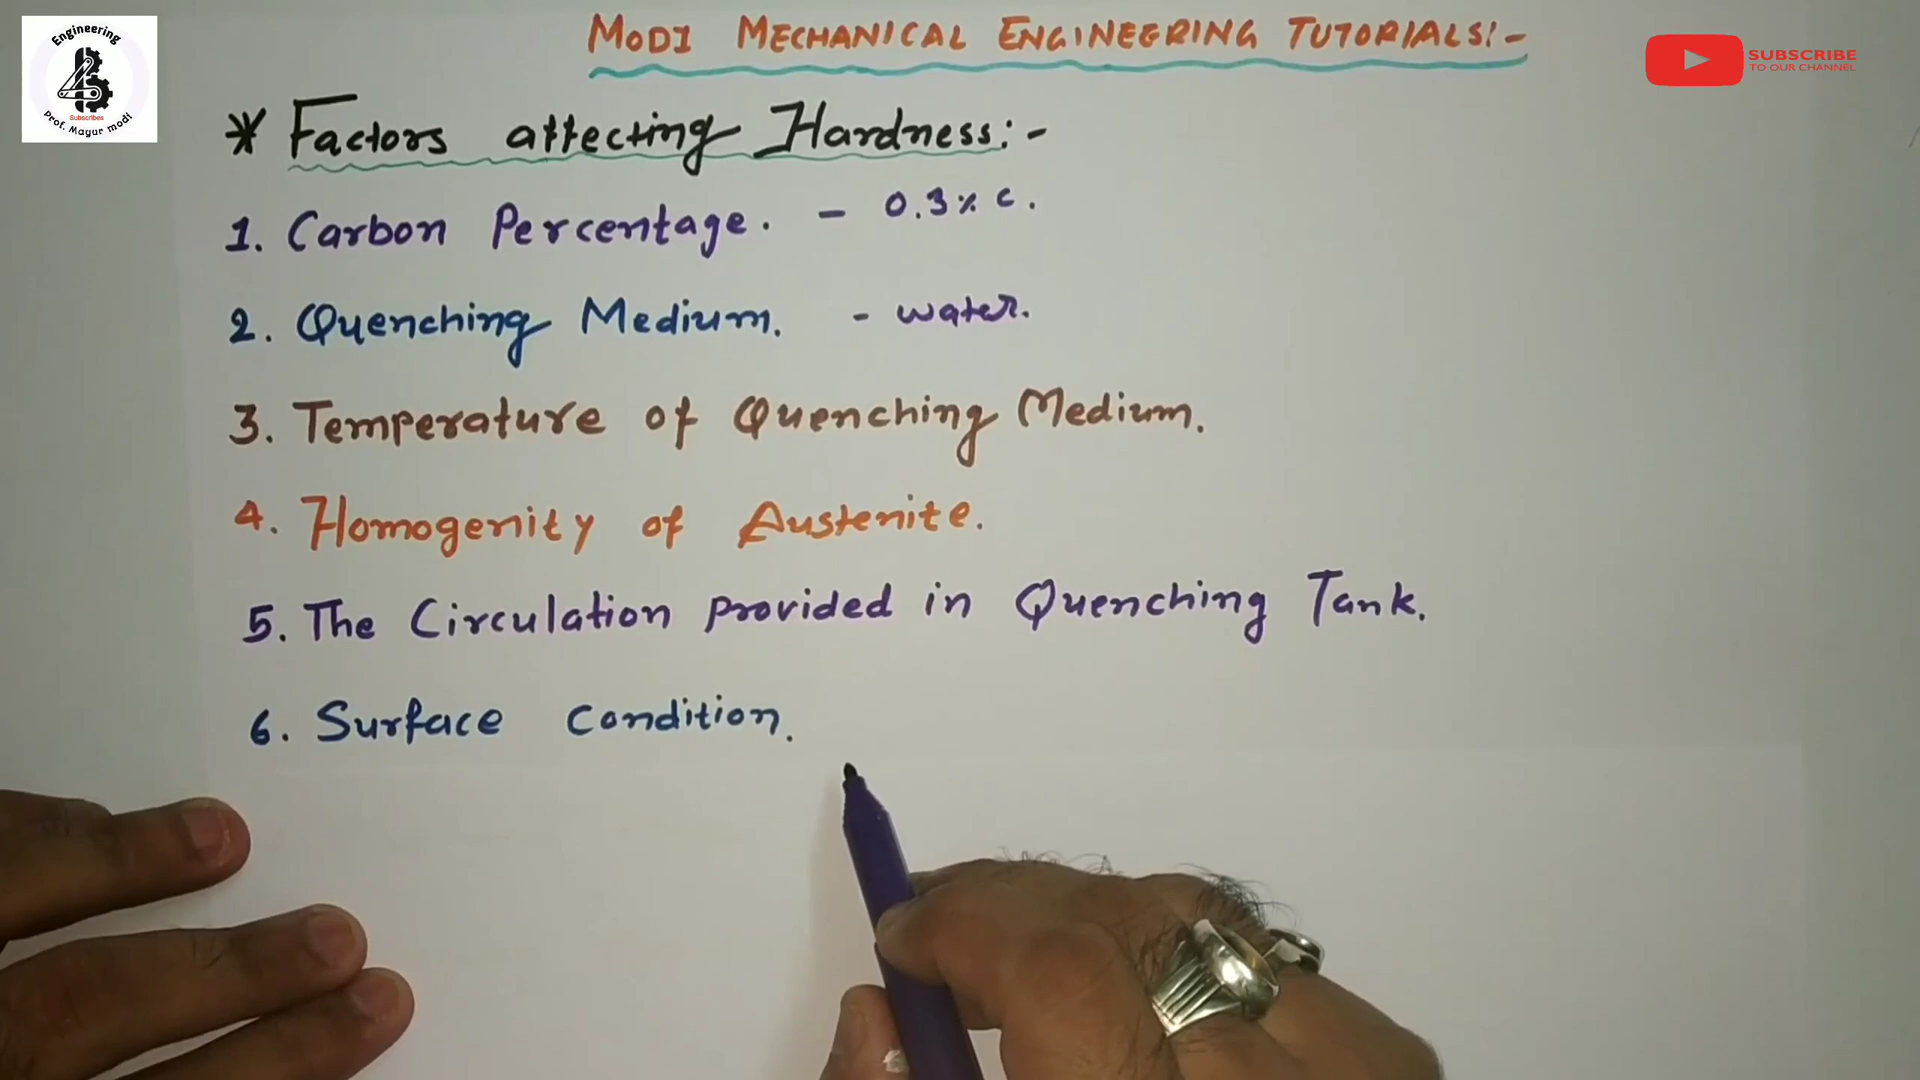 Engineering
Subscribes
Prof. Mayur modi
MODI MECHANICAL ENGINEERING TUTORIALS:-
SUBSCRIBE
TO OUR CHANNEL
* Factors affecting Hardness:-
1. Carbon Percentage. - 0.3% C.
2. Quenching Medium. - water.
3. Temperature of Quenching Medium.
4. Homogenity of Austenite.
5. The Circulation provided in Quenching Tank.
6. Surface Condition.